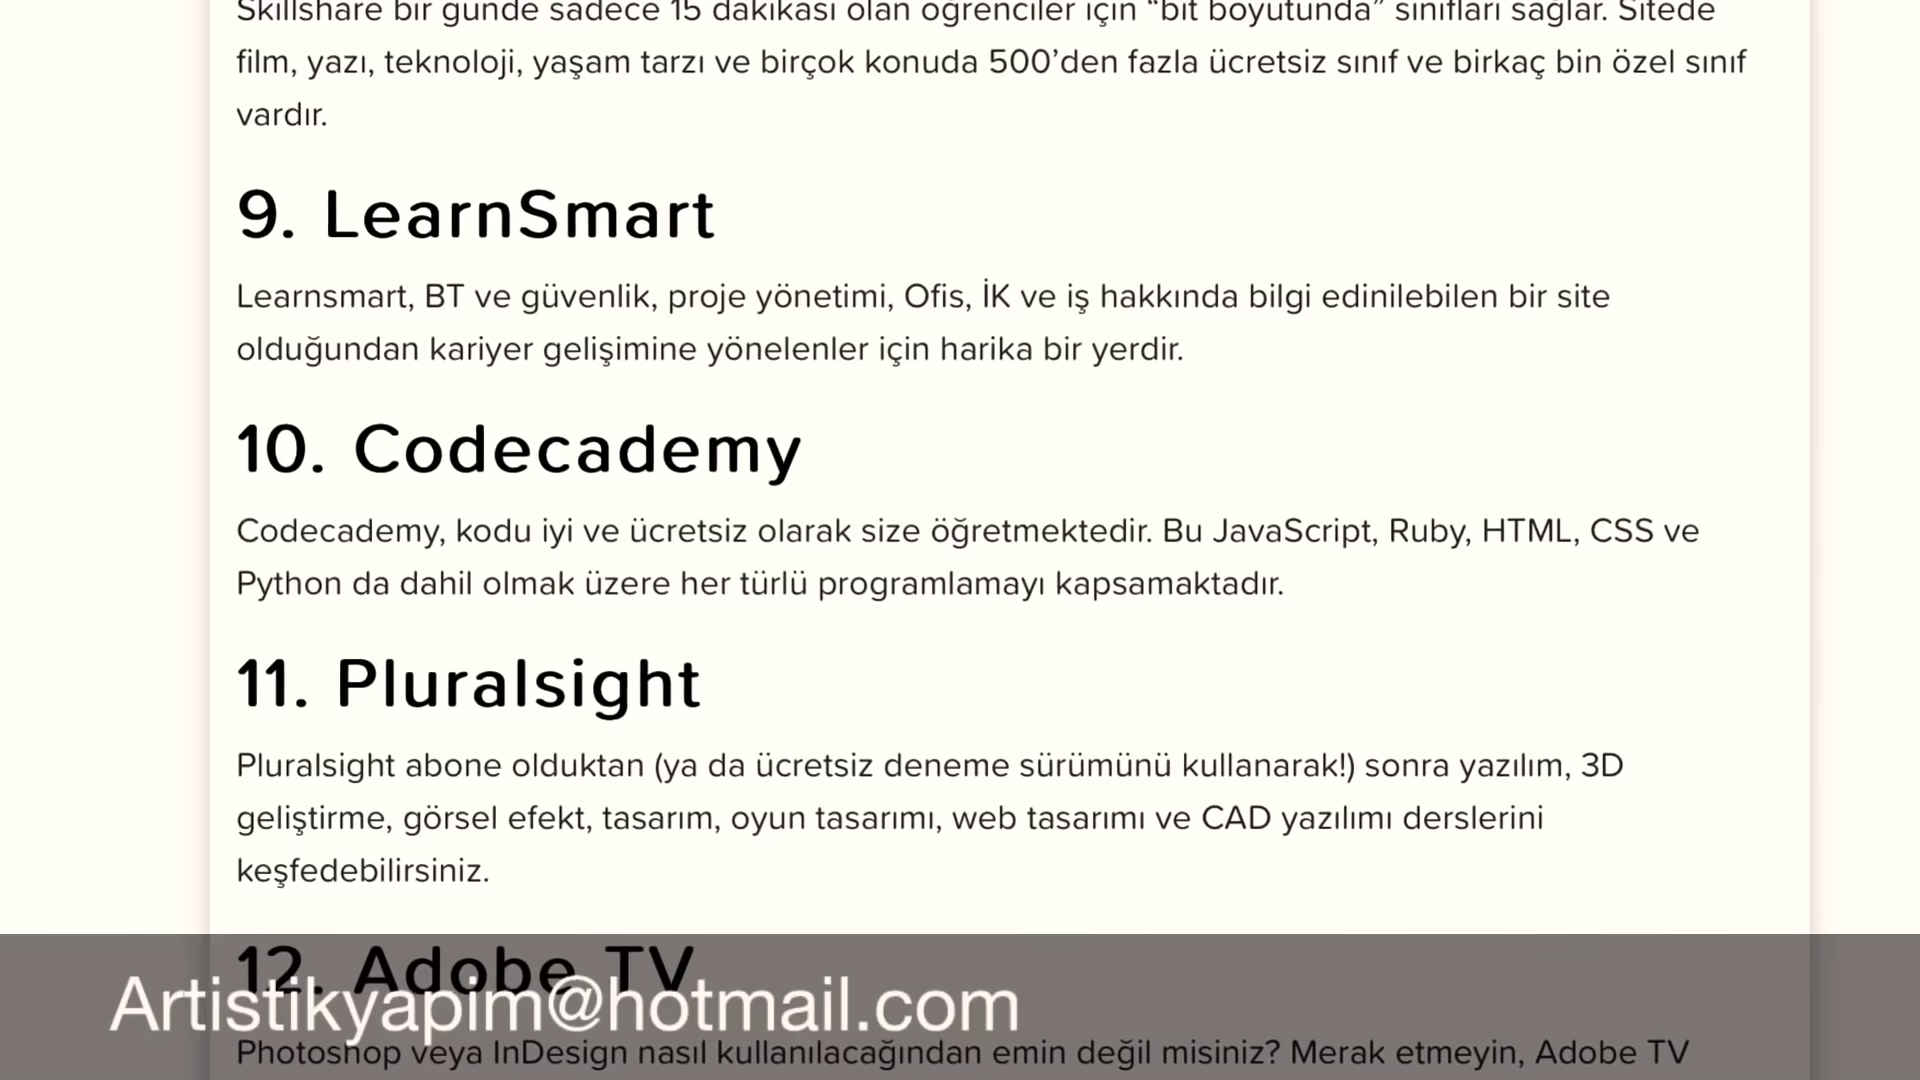 Skillshare bir günde sadece 15 dakikası olan öğrenciler için “bit boyutunda” sınıfları sağlar. Sitede
film, yazı, teknoloji, yaşam tarzı ve birçok konuda 500’den fazla ücretsiz sınıf ve birkaç bin özel sınıf
vardır.
9. LearnSmart
Learnsmart, BT ve güvenlik, proje yönetimi, Ofis, İK ve iş hakkında bilgi edinilebilen bir site
olduğundan kariyer gelişimine yönelenler için harika bir yerdir.
10. Codecademy
Codecademy, kodu iyi ve ücretsiz olarak size öğretmektedir. Bu JavaScript, Ruby, HTML, CSS ve
Python da dahil olmak üzere her türlü programlamayı kapsamaktadır.
11. Pluralsight
Pluralsight abone olduktan (ya da ücretsiz deneme sürümünü kullanarak!) sonra yazılım, 3D
geliştirme, görsel efekt, tasarım, oyun tasarımı, web tasarımı ve CAD yazılımı derslerini
keşfedebilirsiniz.
12. Adobe TV
Artistikyapim@hotmail.com
Photoshop veya InDesign nasıl kullanılacağından emin değil misiniz? Merak etmeyin, Adobe TV